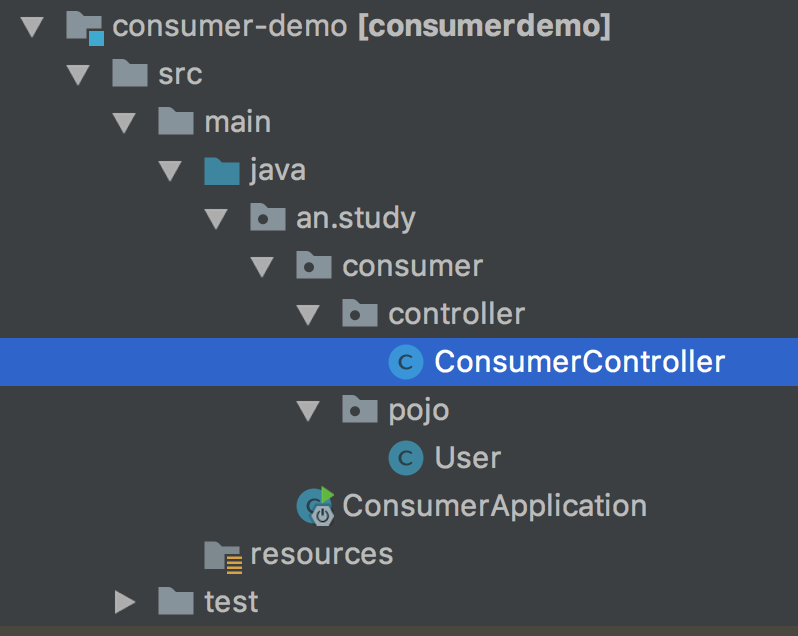 consumer-demo [consumerdemo]
src
main
java
an.study
consumer
controller
C ConsumerController
pojo
C User
C ConsumerApplication
resources
test